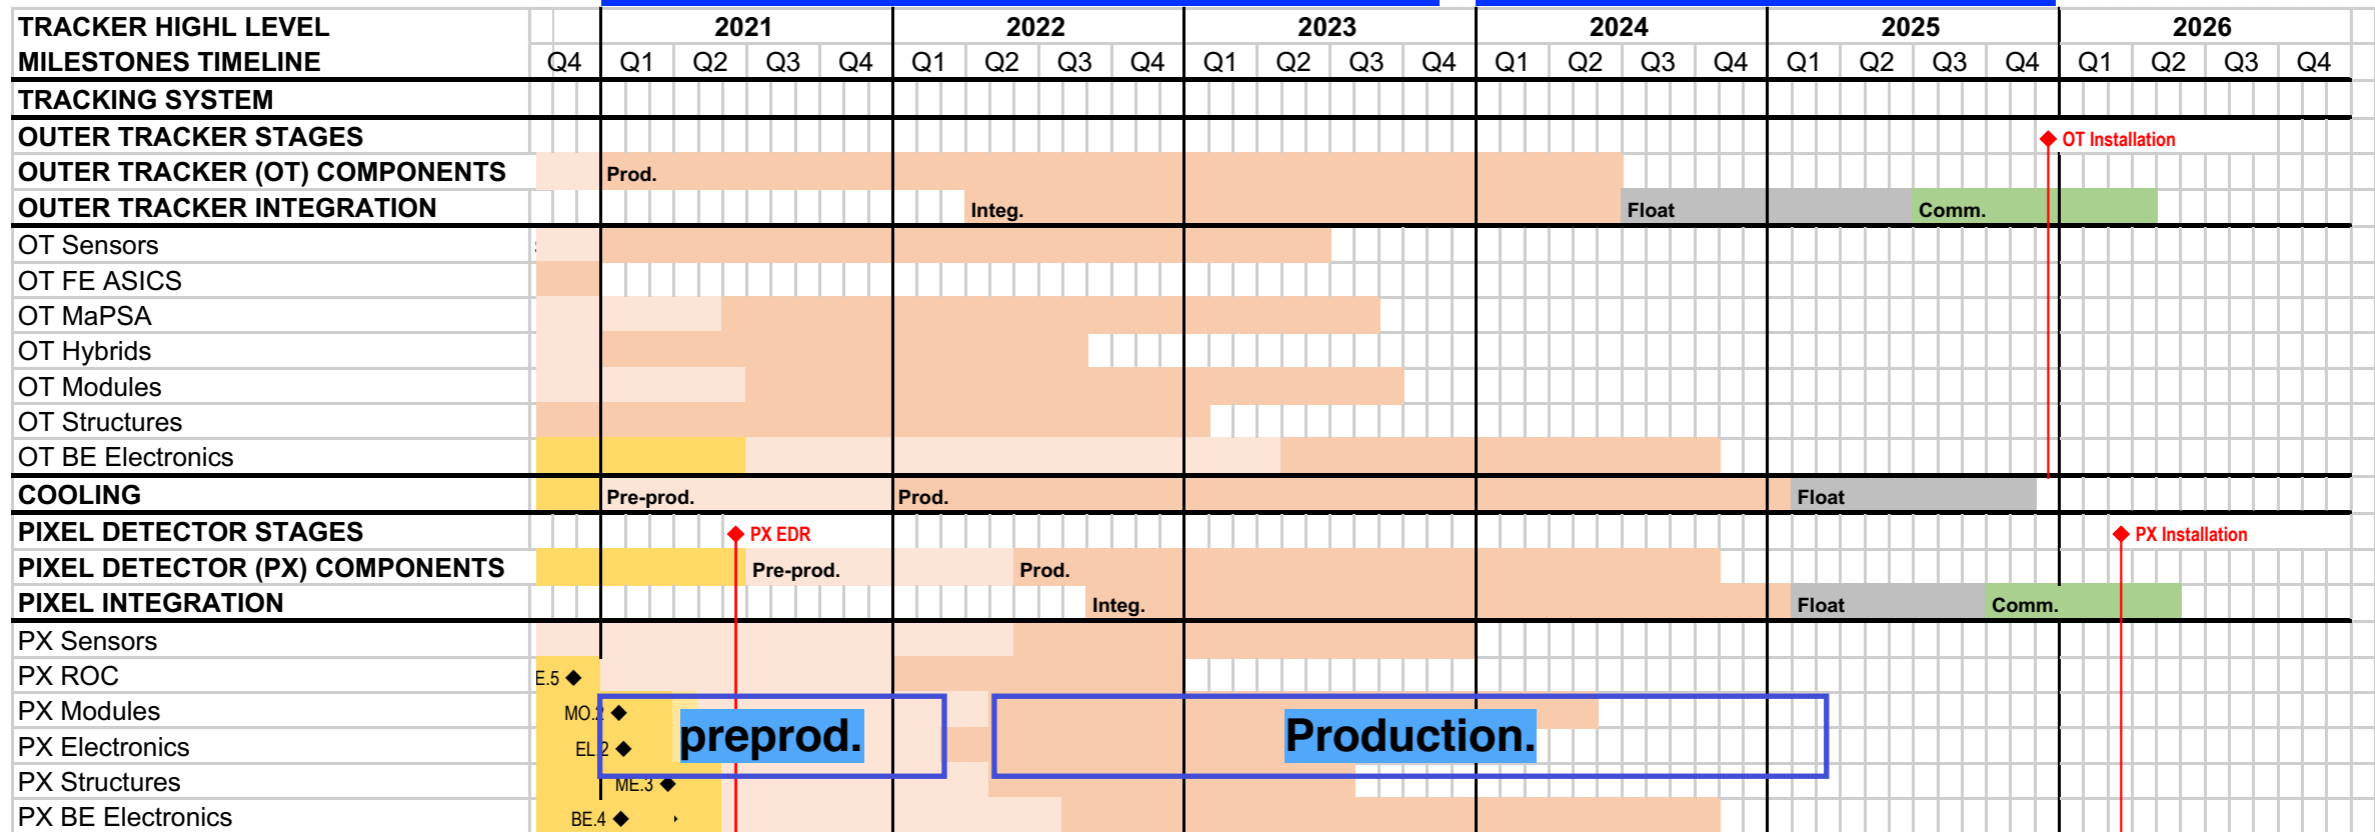 TRACKER HIGHL LEVEL 2021 2022 2023 2024 2025 2026
MILESTONES TIMELINE Q4 Q1 Q2 Q3 Q4 Q1 Q2 Q3 Q4 Q1 Q2 Q3 Q4 Q1 Q2 Q3 Q4 Q1 Q2 Q3 Q4 Q1 Q2 Q3 Q4
TRACKING SYSTEM
OUTER TRACKER STAGES OT Installation
OUTER TRACKER (OT) COMPONENTS Prod.
OUTER TRACKER INTEGRATION Integ. Float Comm.
OT Sensors
OT FE ASICS
OT MaPSA
OT Hybrids
OT Modules
OT Structures
OT BE Electronics
COOLING Pre-prod. Prod. Float
PIXEL DETECTOR STAGES PX EDR PX Installation
PIXEL DETECTOR (PX) COMPONENTS Pre-prod. Prod.
PIXEL INTEGRATION Integ. Float Comm.
PX Sensors
PX ROC E.5
PX Modules MO.2
preprod. Production.
PX Electronics EL.2
PX Structures ME.3
PX BE Electronics BE.4